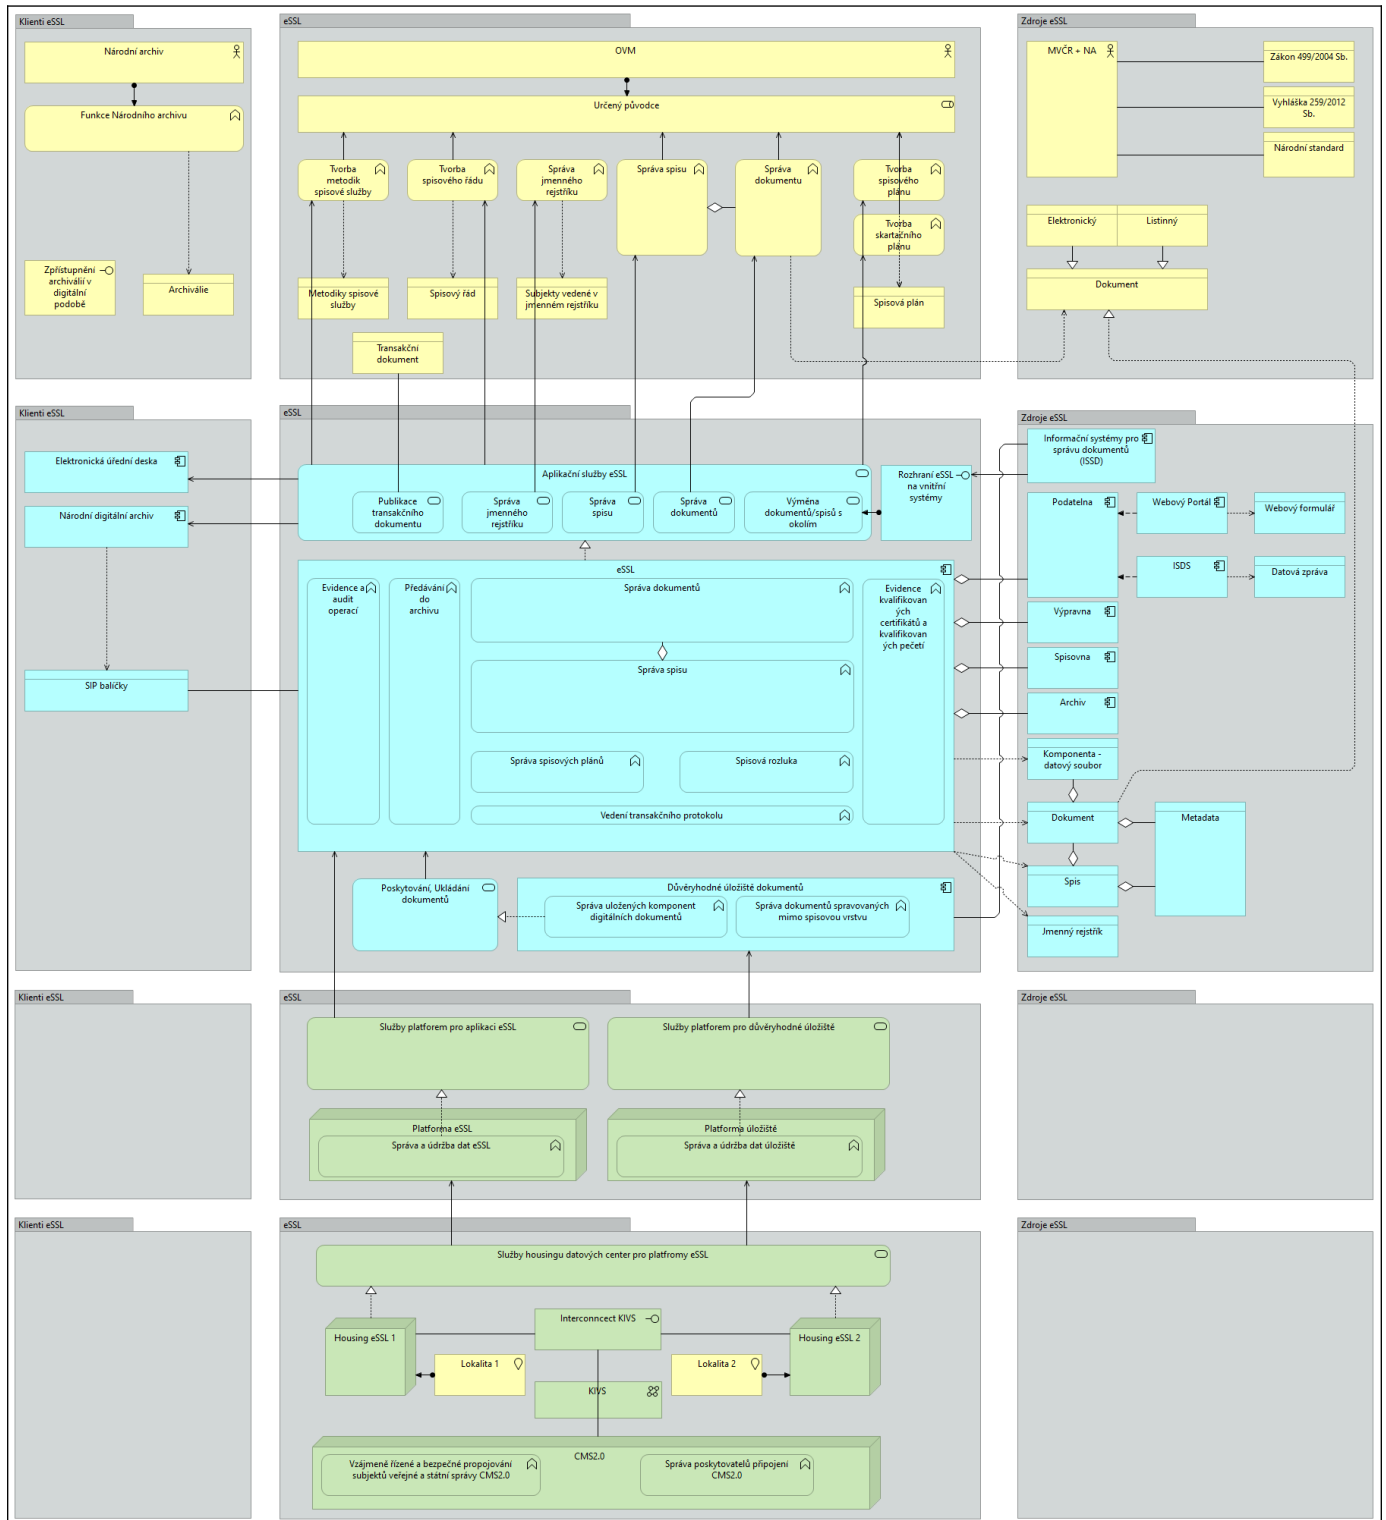 Klienti eSSL
eSSL
Zdroje eSSL
Národní archiv
Funkce Národního archivu
Zpřístupnění
archiválií v
digitální
podobě
Archiválie
OVM
Určený původce
Tvorba
metodik
spisové služby
Tvorba
spisového řádu
Správa
jmenného
rejstříku
Správa spisu
Správa
dokumentu
Tvorba
spisového
plánu
Tvorba
skartačního
plánu
Metodiky spisové
služby
Spisový řád
Subjekty vedené v
jmenném rejstříku
Spisová plán
Transakční
dokument
MVČR + NA
Zákon 499/2004 Sb.
Vyhláška 259/2012
Sb.
Národní standard
Elektronický
Listinný
Dokument
Klienti eSSL
eSSL
Zdroje eSSL
Elektronická úřední deska
Národní digitální archiv
SIP balíčky
Aplikační služby eSSL
Publikace
transakčního
dokumentu
Správa
jmenného
rejstříku
Správa
spisu
Správa
dokumentů
Výměna
dokumentů/spisů s
okolím
Rozhraní eSSL
na vnitřní
systémy
eSSL
Evidence a
audit
operací
Předávání
do
archivu
Správa dokumentů
Správa spisu
Správa spisových plánů
Spisová rozluka
Vedení transakčního protokolu
Evidence
kvalifikovan
ých
certifikátů a
kvalifikovan
ých pečetí
Poskytování, Ukládání
dokumentů
Důvěryhodné úložiště dokumentů
Správa uložených komponent
digitálních dokumentů
Správa dokumentů spravovaných
mimo spisovou vrstvu
Informační systémy pro
správu dokumentů
(ISSD)
Podatelna
Webový Portál
Webový formulář
ISDS
Datová zpráva
Výpravna
Spisovna
Archiv
Komponenta -
datový soubor
Dokument
Metadata
Spis
Jmenný rejstřík
Klienti eSSL
eSSL
Zdroje eSSL
Služby platforem pro aplikaci eSSL
Služby platforem pro důvěryhodné úložiště
Platforma eSSL
Správa a údržba dat eSSL
Platforma úložiště
Správa a údržba dat úložiště
Klienti eSSL
eSSL
Zdroje eSSL
Služby housingu datových center pro platfromy eSSL
Housing eSSL 1
Interconncect KIVS
Housing eSSL 2
Lokalita 1
Lokalita 2
KIVS
CMS2.0
Vzájemně řízené a bezpečné propojování
subjektů veřejné a státní správy CMS2.0
Správa poskytovatelů připojení
CMS2.0